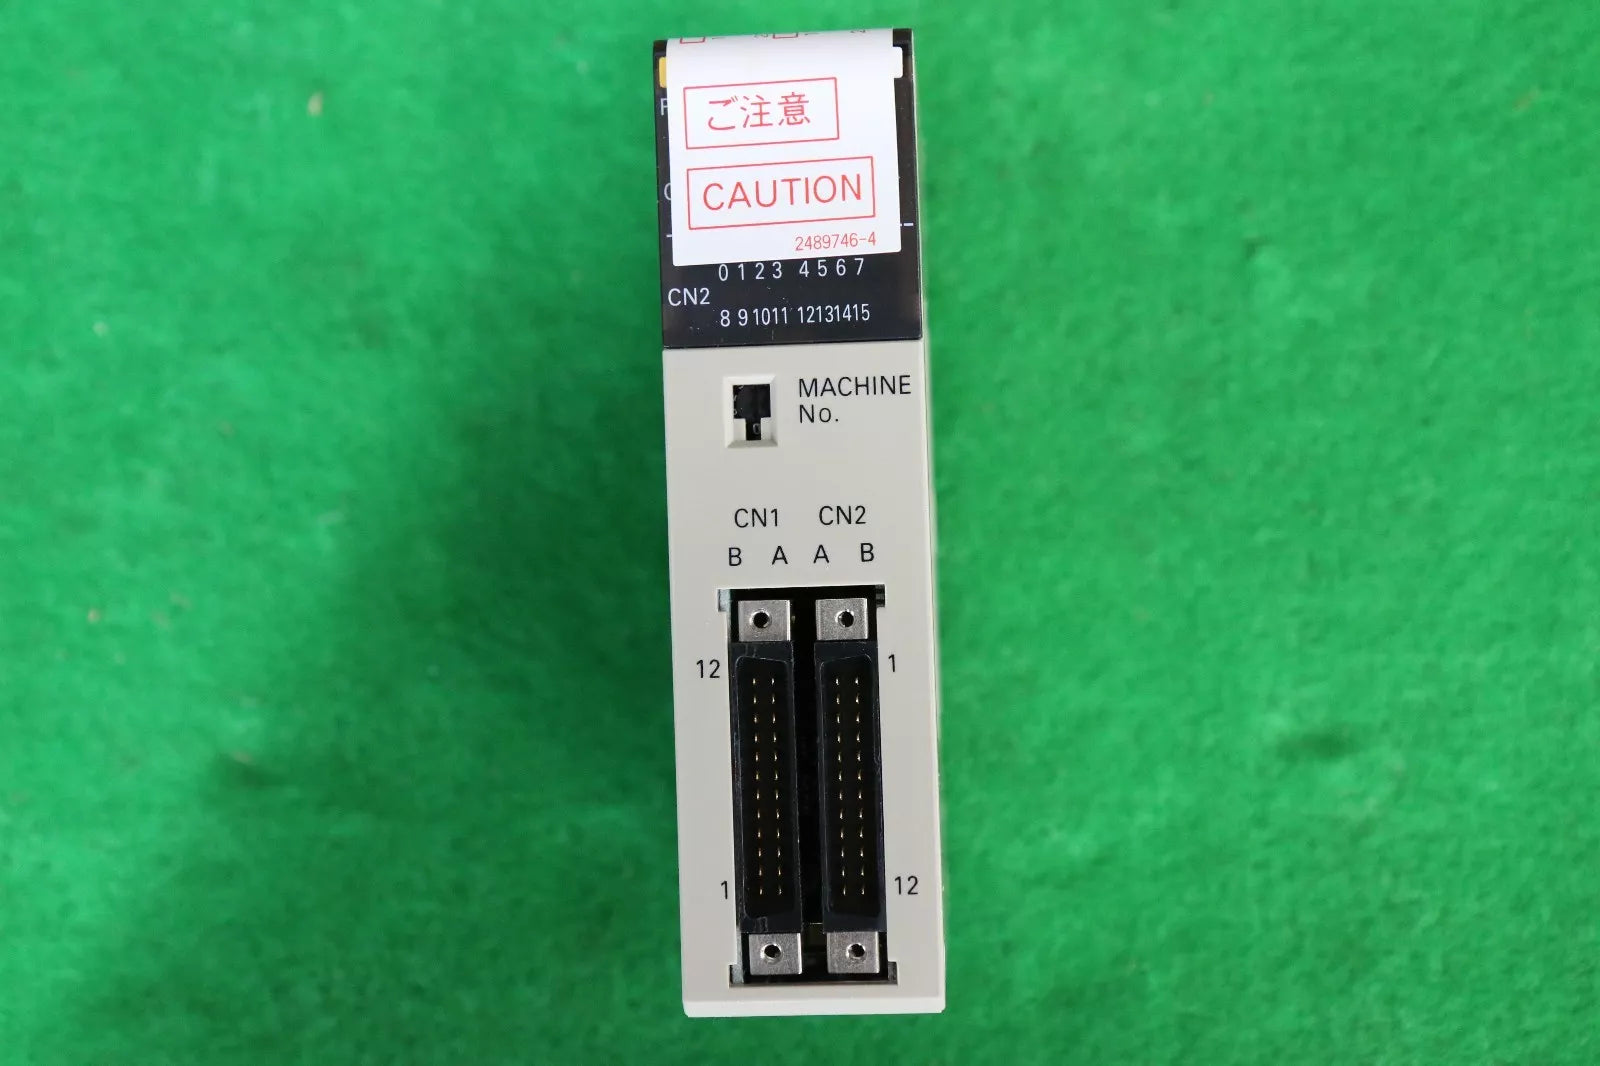 ご注意
CAUTION
2489746-4
0 1 2 3 4 5 6 7
CN2
8 9 10 11 12 13 14 15
MACHINE
No.
CN1 CN2
B A A B
12 1
1 12